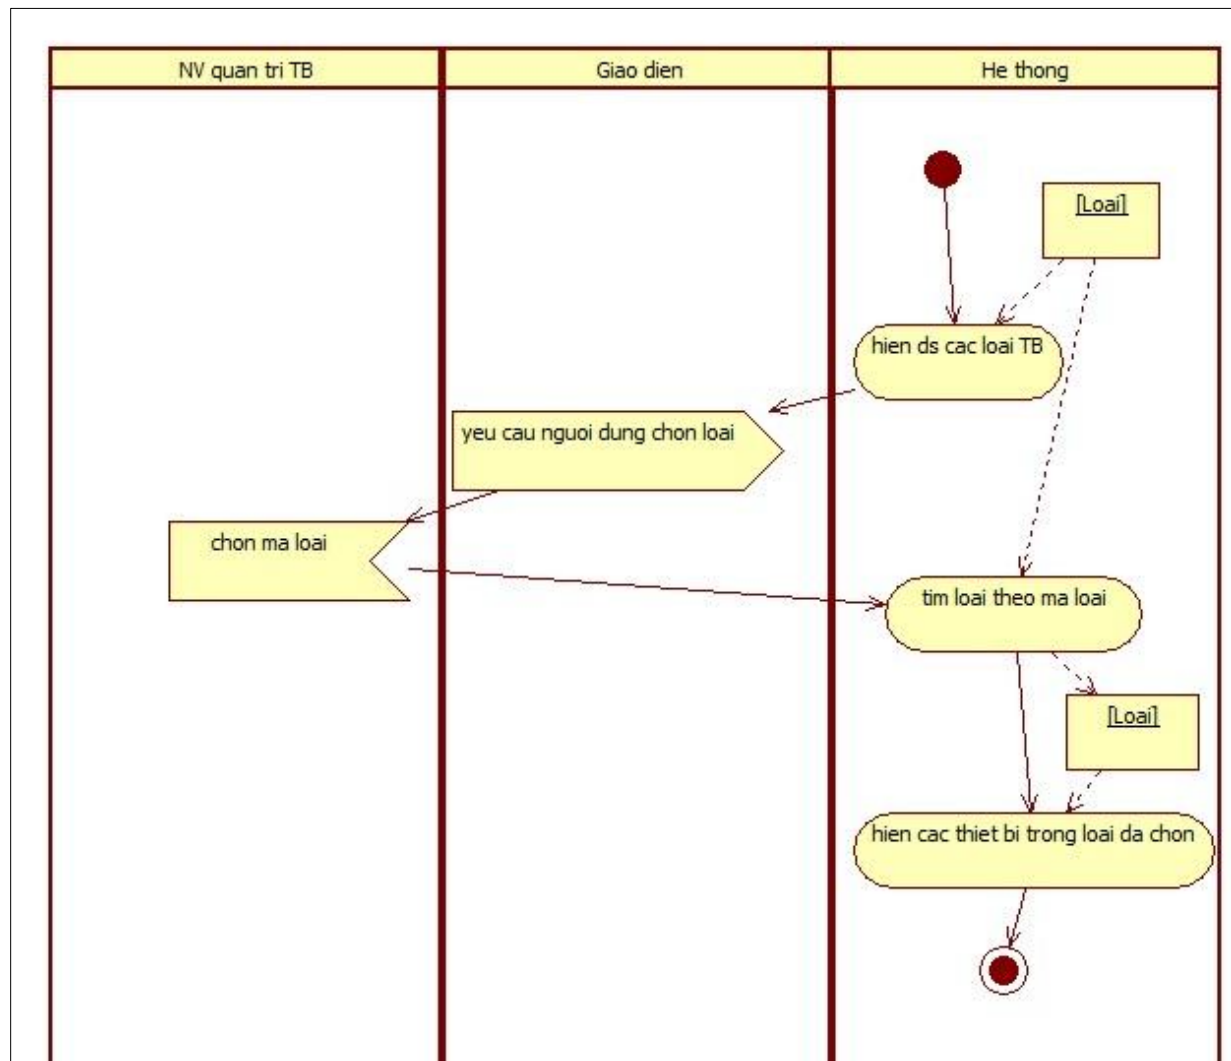 NV quan tri TB
Giao dien
He thong
[Loai]
hien ds cac loai TB
yeu cau nguoi dung chon loai
chon ma loai
tim loai theo ma loai
[Loai]
hien cac thiet bi trong loai da chon